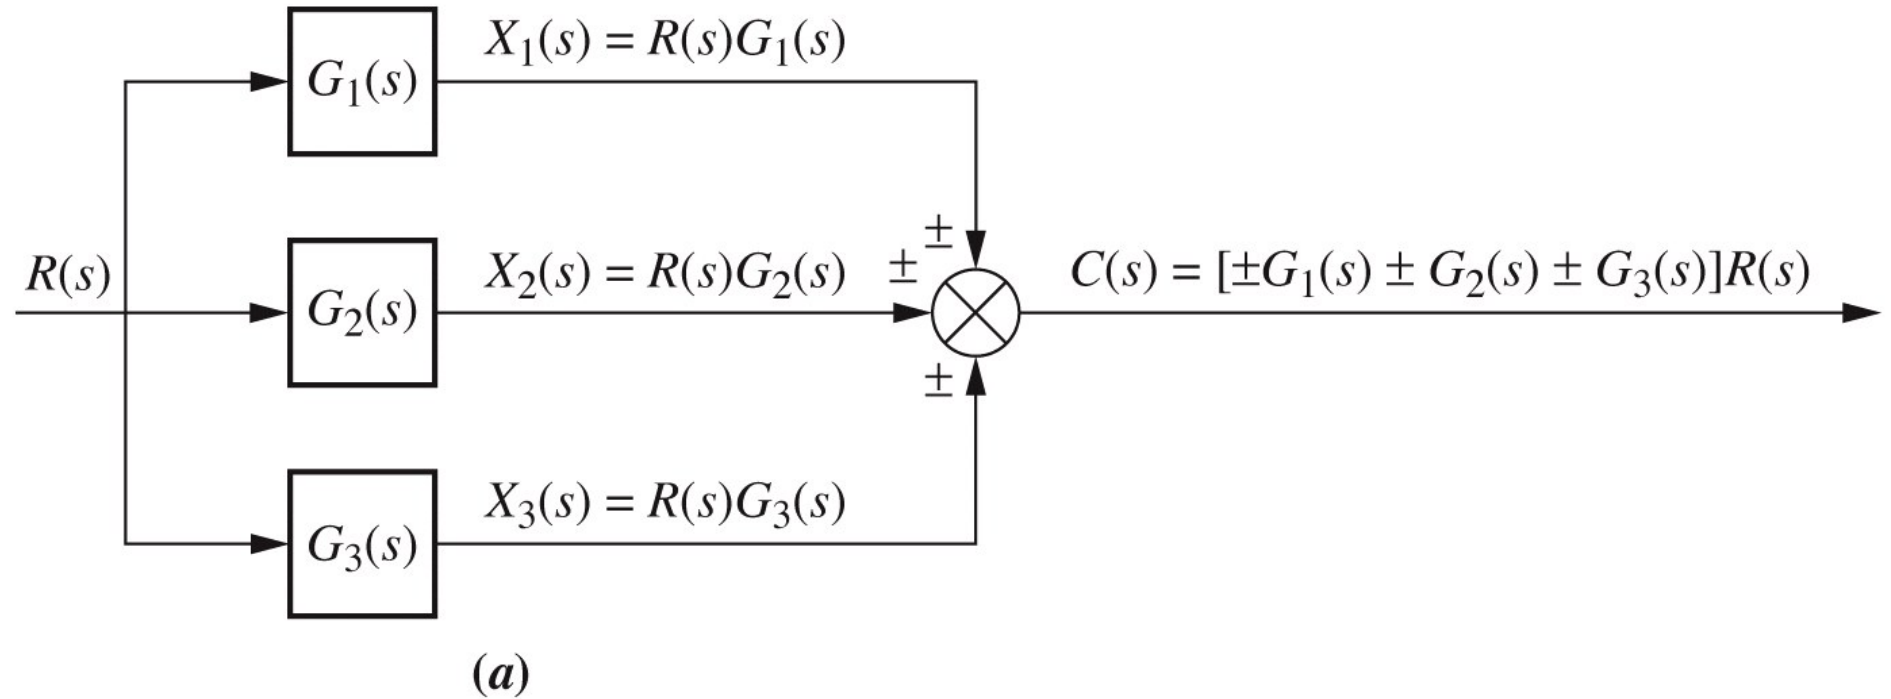 X₁(s) = R(s)G₁(s)
G₁(s)
±
R(s)
X₂(s) = R(s)G₂(s)
±
C(s) = [±G₁(s) ± G₂(s) ± G₃(s)]R(s)
G₂(s)
±
X₃(s) = R(s)G₃(s)
G₃(s)
(a)